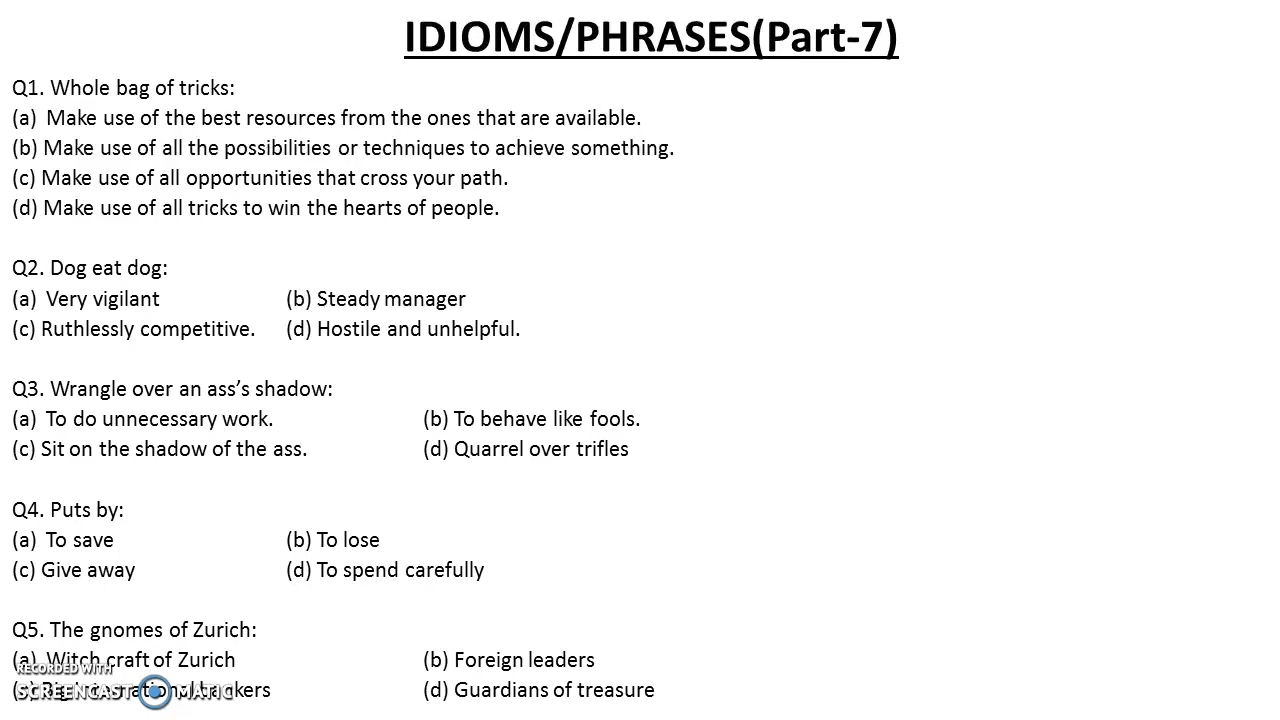 IDIOMS/PHRASES(Part-7)
Q1. Whole bag of tricks:
(a) Make use of the best resources from the ones that are available.
(b) Make use of all the possibilities or techniques to achieve something.
(c) Make use of all opportunities that cross your path.
(d) Make use of all tricks to win the hearts of people.
Q2. Dog eat dog:
(a) Very vigilant (b) Steady manager
(c) Ruthlessly competitive. (d) Hostile and unhelpful.
Q3. Wrangle over an ass’s shadow:
(a) To do unnecessary work. (b) To behave like fools.
(c) Sit on the shadow of the ass. (d) Quarrel over trifles
Q4. Puts by:
(a) To save (b) To lose
(c) Give away (d) To spend carefully
Q5. The gnomes of Zurich:
(a) Witch craft of Zurich (b) Foreign leaders
RECORDED WITH
(d) Guardians of treasure
SCREENCAST MATIC